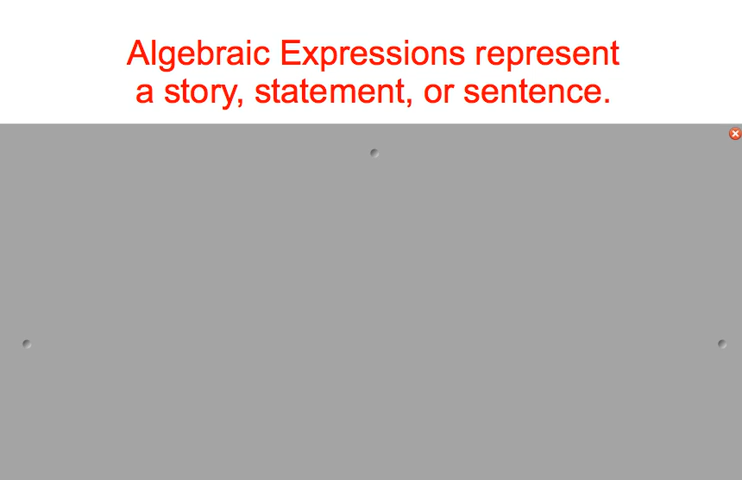 Algebraic Expressions represent
a story, statement, or sentence.